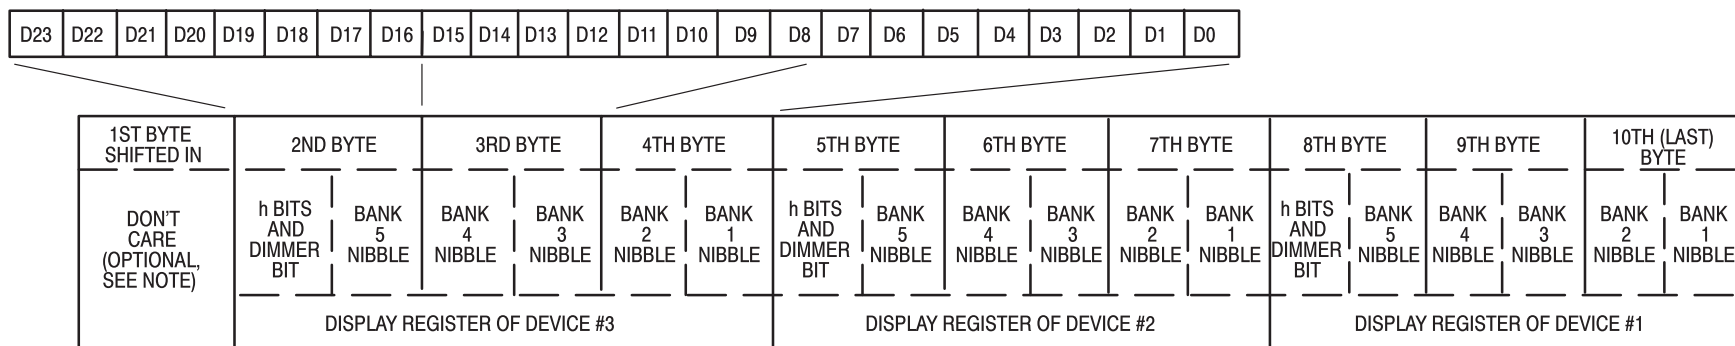 D23 D22 D21 D20 D19 D18 D17 D16 D15 D14 D13 D12 D11 D10 D9 D8 D7 D6 D5 D4 D3 D2 D1 D0
1ST BYTE
SHIFTED IN
2ND BYTE
3RD BYTE
4TH BYTE
5TH BYTE
6TH BYTE
7TH BYTE
8TH BYTE
9TH BYTE
10TH (LAST)
BYTE
DON'T
CARE
(OPTIONAL,
SEE NOTE)
h BITS
AND
DIMMER
BIT
BANK
5
NIBBLE
BANK
4
NIBBLE
BANK
3
NIBBLE
BANK
2
NIBBLE
BANK
1
NIBBLE
h BITS
AND
DIMMER
BIT
BANK
5
NIBBLE
BANK
4
NIBBLE
BANK
3
NIBBLE
BANK
2
NIBBLE
BANK
1
NIBBLE
h BITS
AND
DIMMER
BIT
BANK
5
NIBBLE
BANK
4
NIBBLE
BANK
3
NIBBLE
BANK
2
NIBBLE
BANK
1
NIBBLE
DISPLAY REGISTER OF DEVICE #3
DISPLAY REGISTER OF DEVICE #2
DISPLAY REGISTER OF DEVICE #1